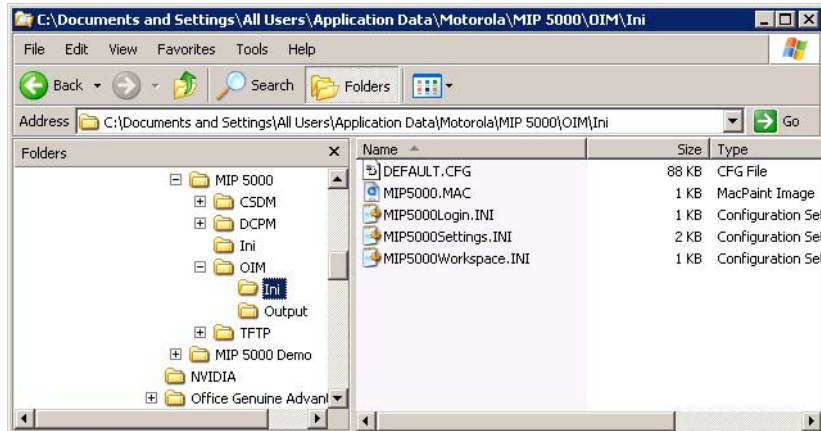 C:\Documents and Settings\All Users\Application Data\Motorola\MIP 5000\OIM\Ini
File Edit View Favorites Tools Help
Back Search Folders
Address C:\Documents and Settings\All Users\Application Data\Motorola\MIP 5000\OIM\Ini Go
Folders Name Size Type
MIP 5000
CSDM
DCPM
Ini
OIM
Ini
Output
TFTP
MIP 5000 Demo
NVIDIA
Office Genuine Advant
DEFAULT.CFG 88 KB CFG File
MIP5000.MAC 1 KB MacPaint Image
MIP5000Login.INI 1 KB Configuration Set
MIP5000Settings.INI 2 KB Configuration Set
MIP5000Workspace.INI 1 KB Configuration Set